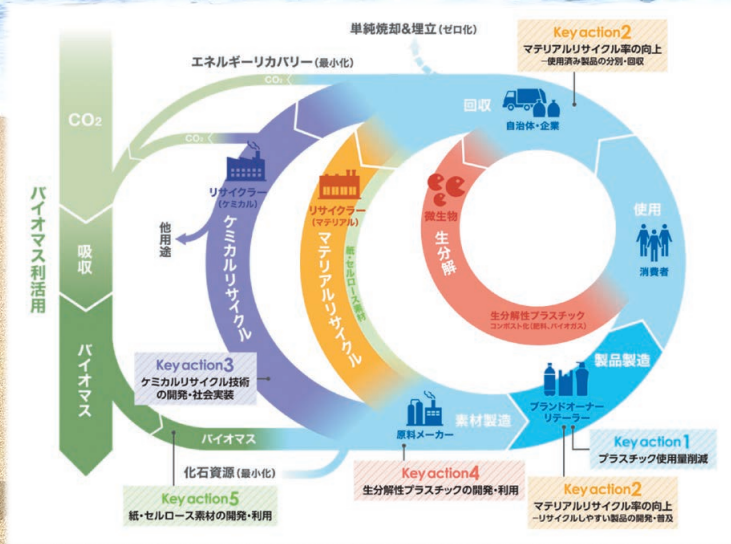 単純焼却&埋立(ゼロ化)
Key action2
マテリアルリサイクル率の向上
−使用済み製品の分別・回収
エネルギーリカバリー(最小化)
CO₂
CO₂
CO₂
回収
自治体・企業
リサイクラー
(ケミカル)
リサイクラー
(マテリアル)
微生物
生分解
使用
消費者
バイオマス利活用
吸収
他用途
ケミカルリサイクル
マテリアルリサイクル
紙・セルロース素材
生分解性プラスチック
コンポスト化(肥料、バイオガス)
バイオマス
Key action3
ケミカルリサイクル技術
の開発・社会実装
製品製造
ブランドオーナー
リテーラー
バイオマス
原料メーカー
素材製造
Key action1
プラスチック使用量削減
化石資源(最小化)
Key action4
生分解性プラスチックの開発・利用
Key action5
紙・セルロース素材の開発・利用
Key action2
マテリアルリサイクル率の向上
−リサイクルしやすい製品の開発・普及